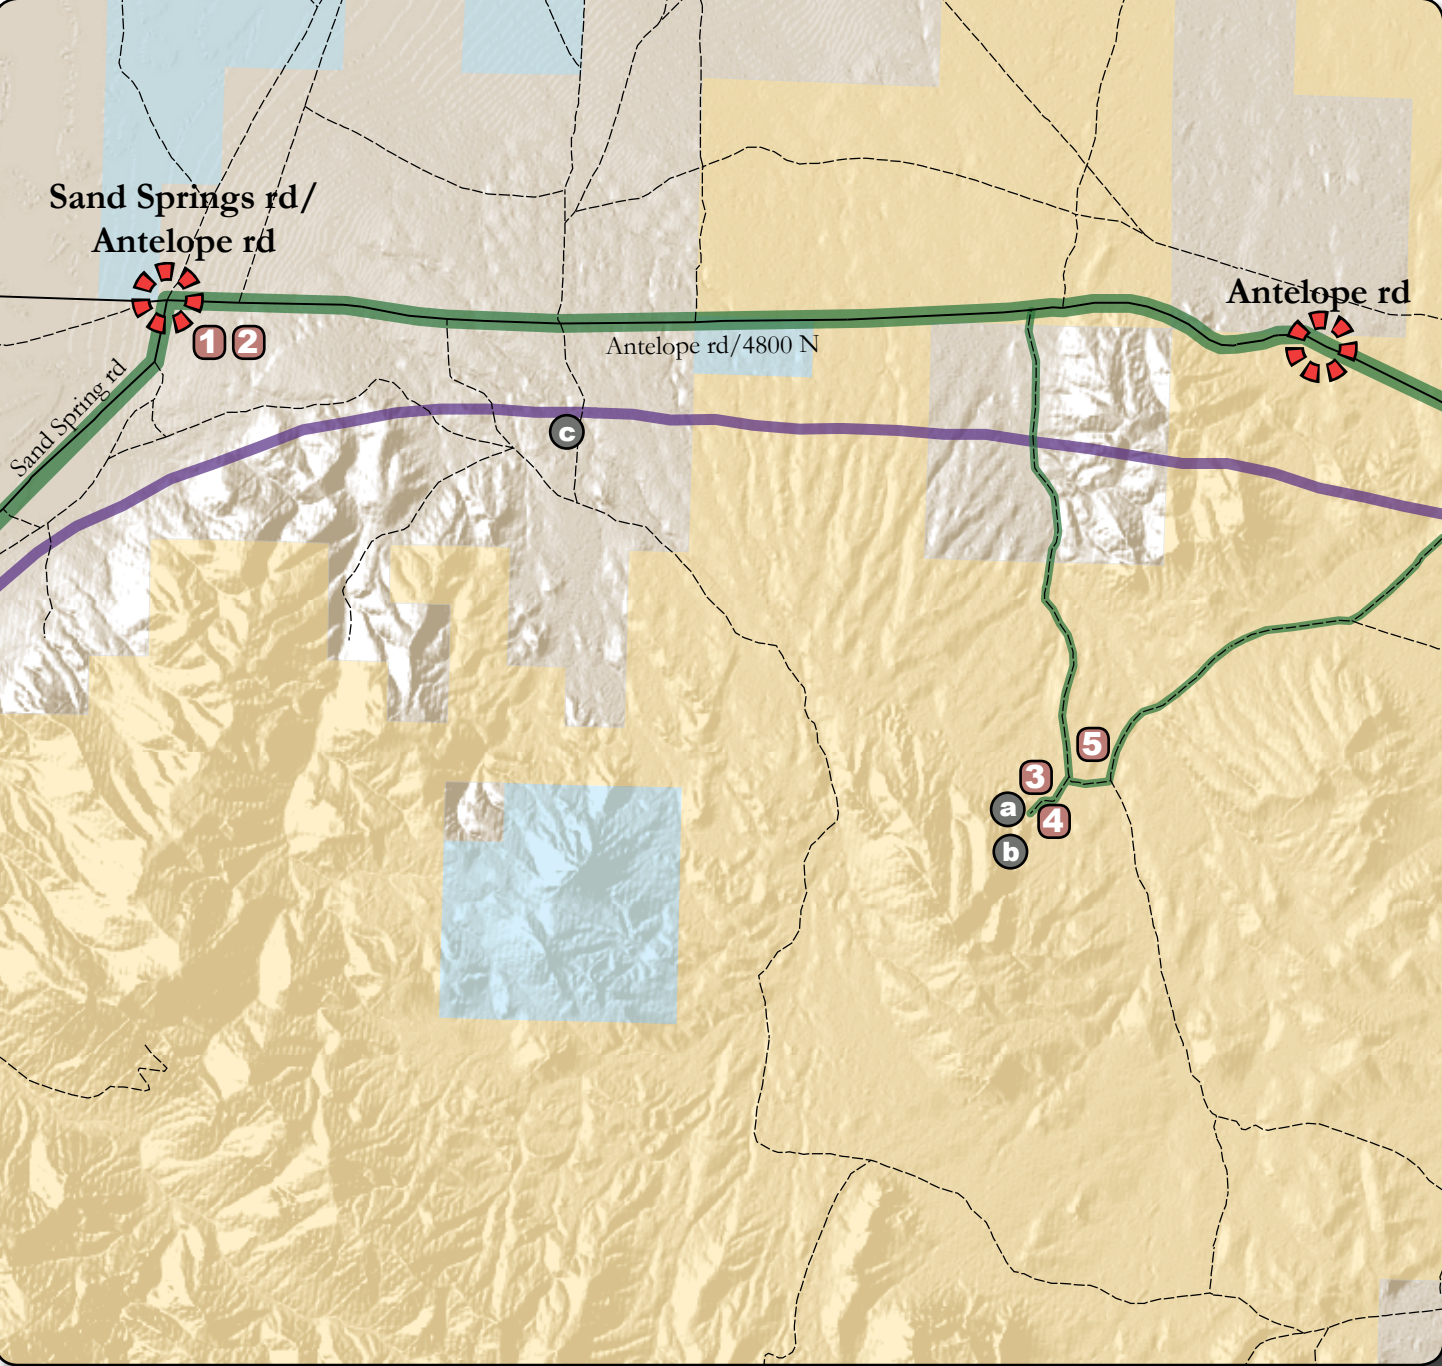 Sand Springs rd/
Antelope rd
Antelope rd
1 2
Antelope rd/4800 N
Sand Spring rd
c
5
3
a
4
b